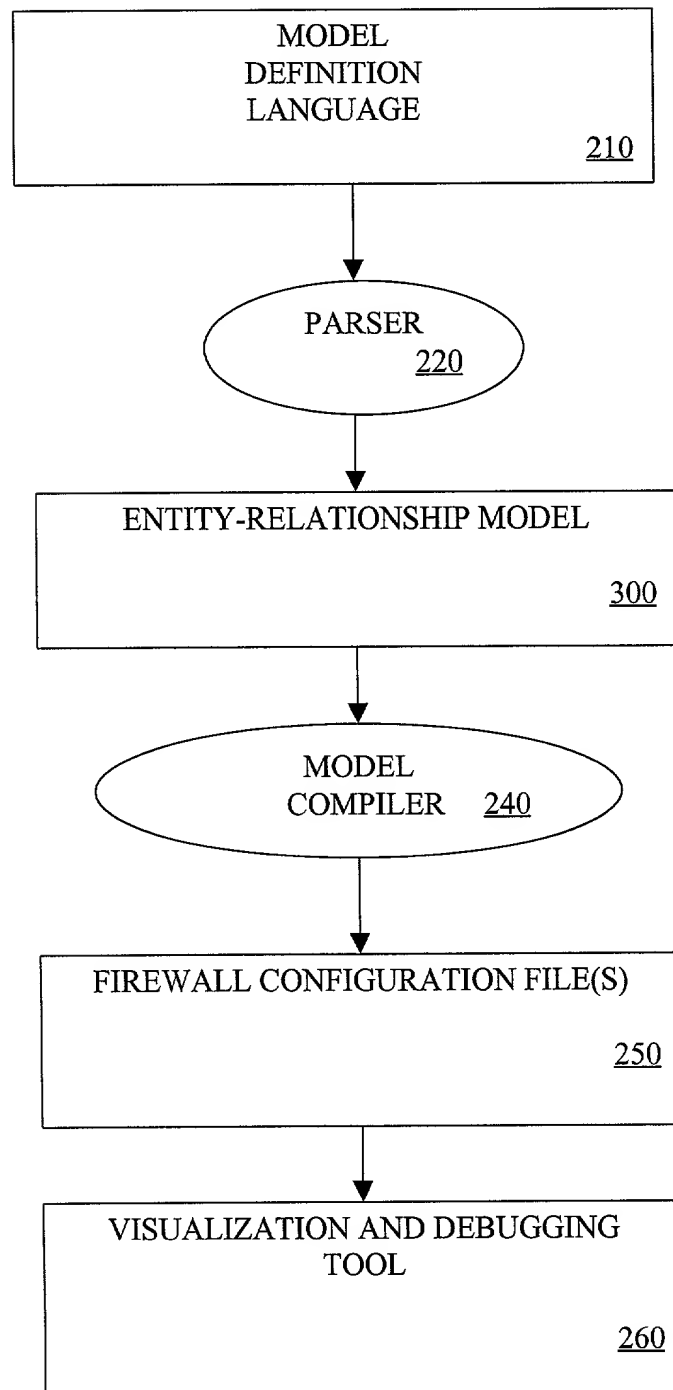 MODEL
DEFINITION
LANGUAGE
210
PARSER
220
ENTITY-RELATIONSHIP MODEL
300
MODEL
COMPILER 240
FIREWALL CONFIGURATION FILE(S)
250
VISUALIZATION AND DEBUGGING
TOOL
260